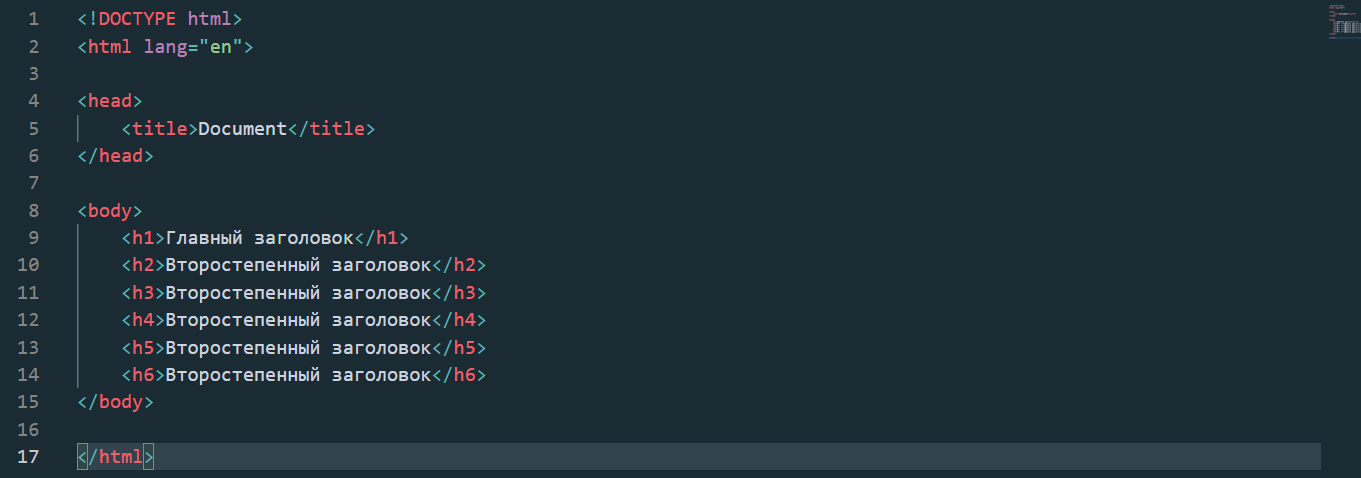 1 <!DOCTYPE html>
2 <html lang="en">
3
4 <head>
5     <title>Document</title>
6 </head>
7
8 <body>
9     <h1>Главный заголовок</h1>
10     <h2>Второстепенный заголовок</h2>
11     <h3>Второстепенный заголовок</h3>
12     <h4>Второстепенный заголовок</h4>
13     <h5>Второстепенный заголовок</h5>
14     <h6>Второстепенный заголовок</h6>
15 </body>
16
17 </html>